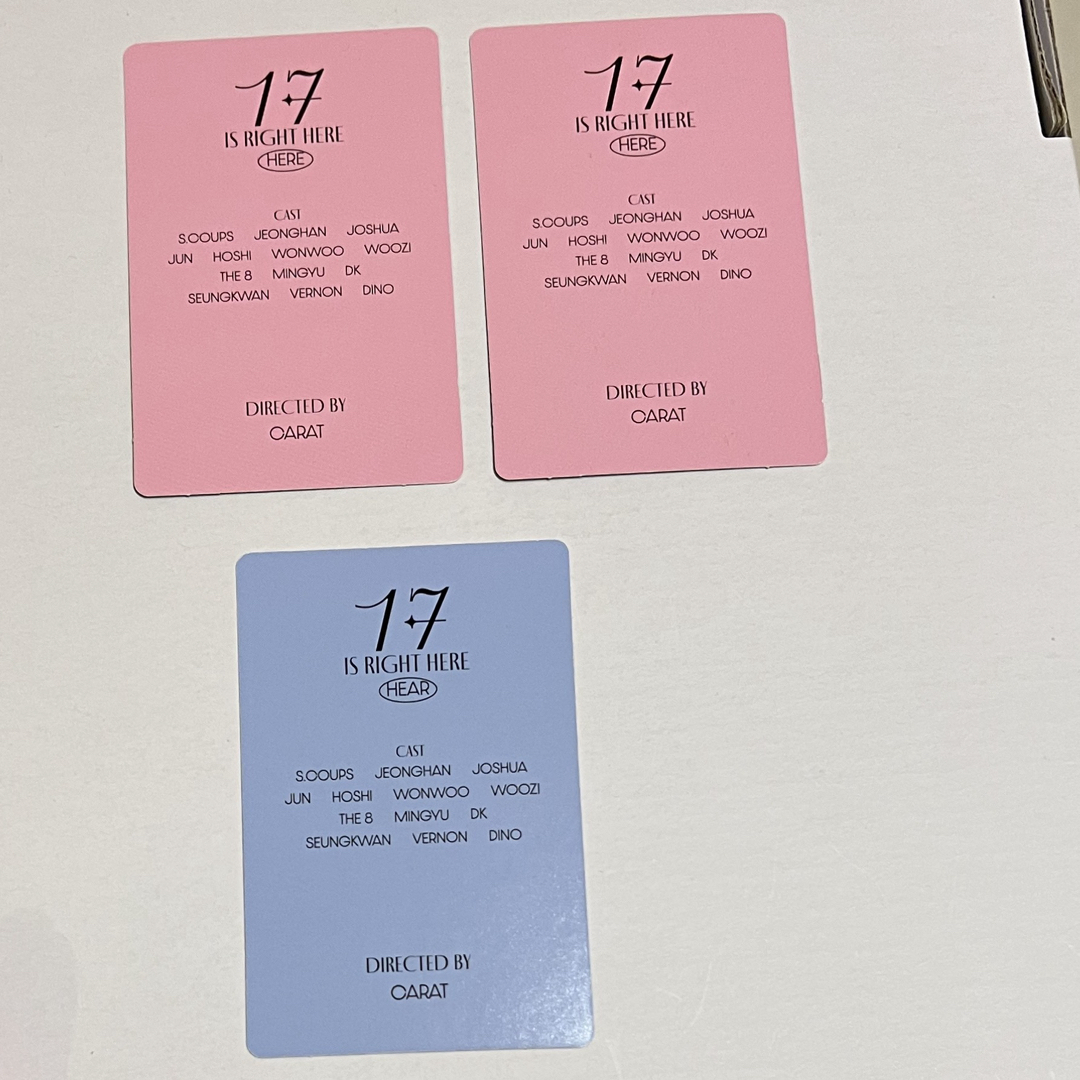 17
IS RIGHT HERE
HERE
CAST
S.COUPS JEONGHAN JOSHUA
JUN HOSHI WONWOO WOOZI
THE 8 MINGYU DK
SEUNGKWAN VERNON DINO
DIRECTED BY
CARAT
17
IS RIGHT HERE
HERE
CAST
S.COUPS JEONGHAN JOSHUA
JUN HOSHI WONWOO WOOZI
THE 8 MINGYU DK
SEUNGKWAN VERNON DINO
DIRECTED BY
CARAT
17
IS RIGHT HERE
HEAR
CAST
S.COUPS JEONGHAN JOSHUA
JUN HOSHI WONWOO WOOZI
THE 8 MINGYU DK
SEUNGKWAN VERNON DINO
DIRECTED BY
CARAT